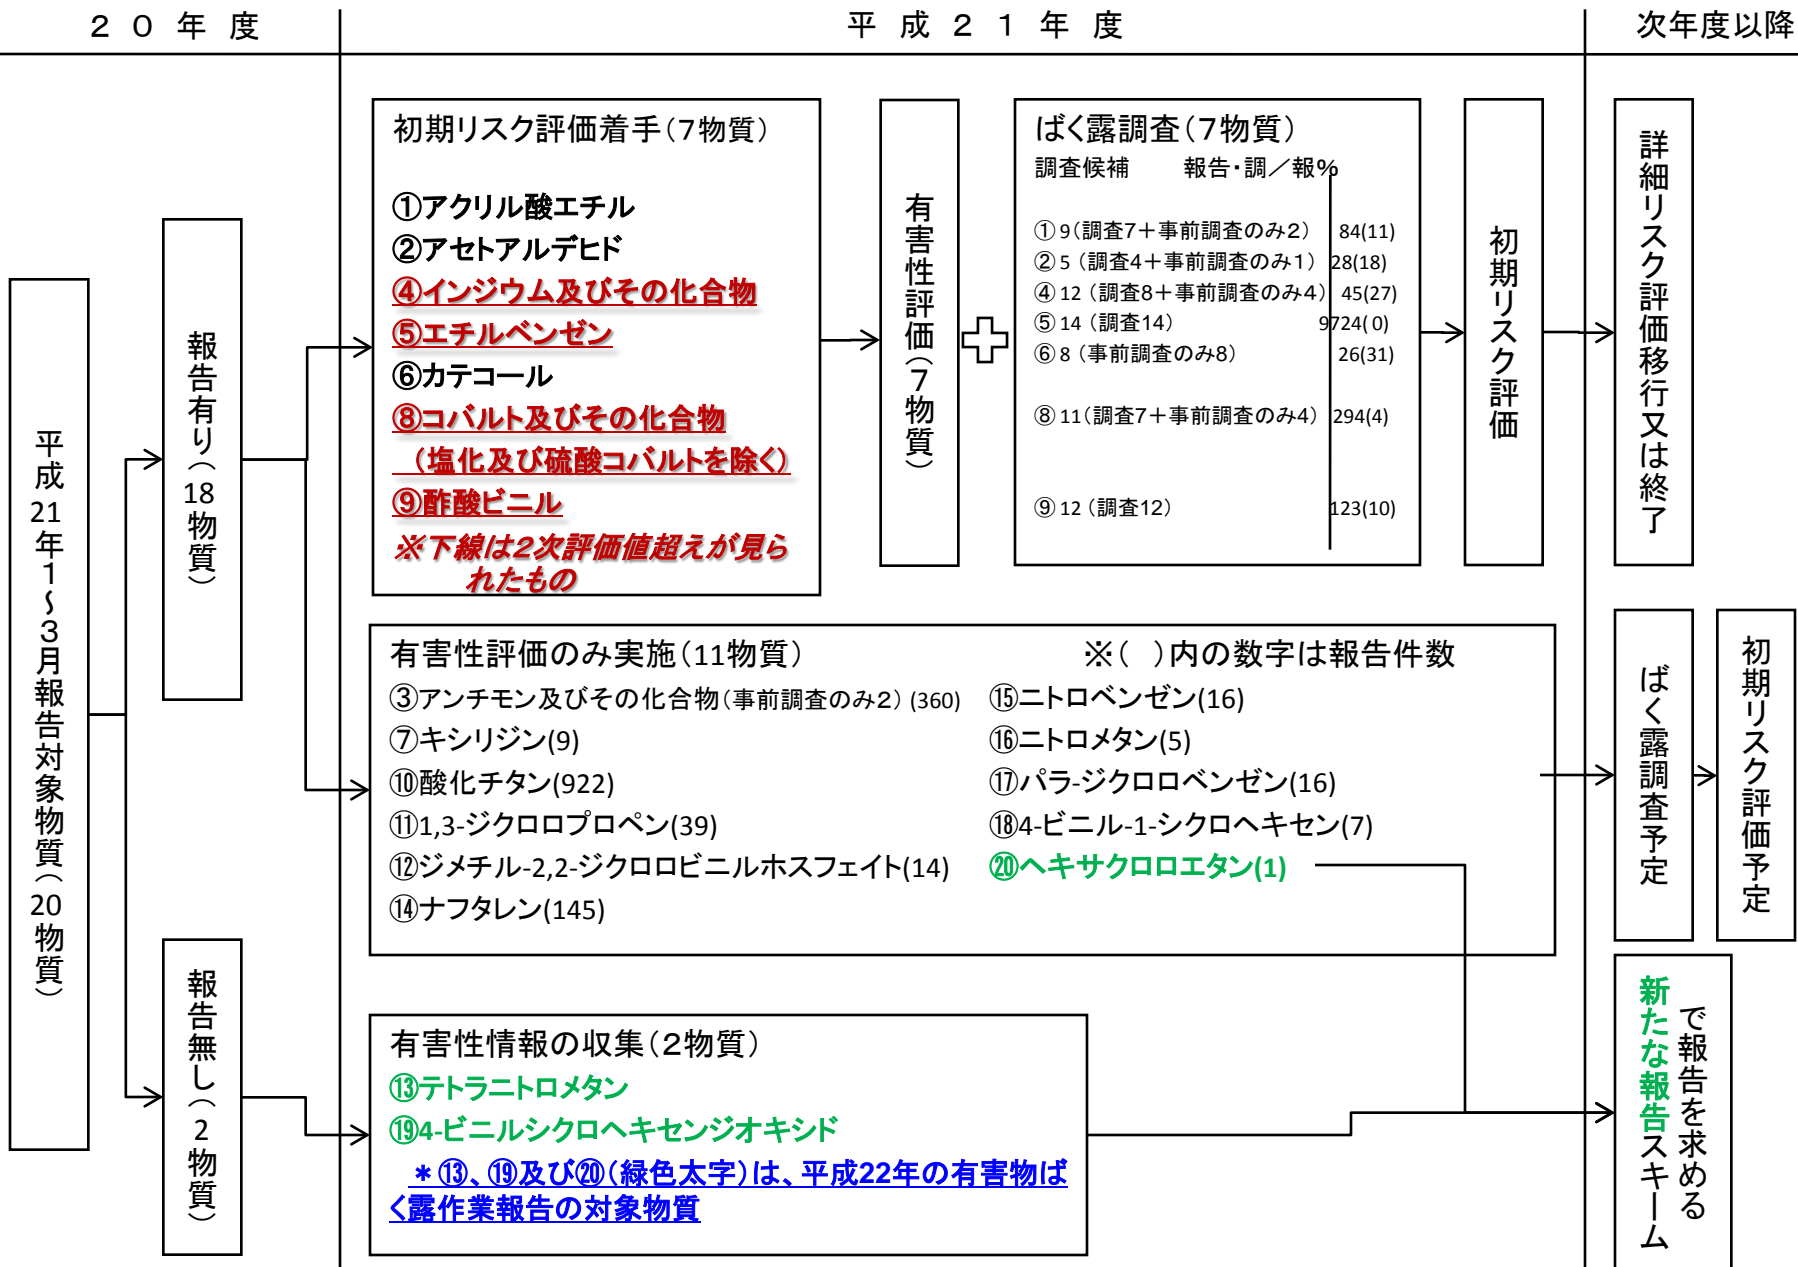 ２０年度
平成２１年度
次年度以降
平成21年１～３月報告対象物質（20物質）
報告有り（18物質）
報告無し（２物質）
初期リスク評価着手（７物質）
①アクリル酸エチル
②アセトアルデヒド
④インジウム及びその化合物
⑤エチルベンゼン
⑥カテコール
⑧コバルト及びその化合物
（塩化及び硫酸コバルトを除く）
⑨酢酸ビニル
※下線は２次評価値超えが見ら
れたもの
有害性評価（７物質）
ばく露調査（７物質）
調査候補　　報告・調／報％
①９（調査７＋事前調査のみ２）　84(11)
②５（調査４＋事前調査のみ１）　28(18)
④12（調査８＋事前調査のみ４）　45(27)
⑤14（調査14）　9724( 0)
⑥８（事前調査のみ８）　26(31)
⑧11（調査７＋事前調査のみ４）　294(4)
⑨12（調査12）　123(10)
初期リスク評価
詳細リスク評価移行又は終了
有害性評価のみ実施（11物質）　※（　）内の数字は報告件数
③アンチモン及びその化合物（事前調査のみ２）(360)
⑦キシリジン(9)
⑩酸化チタン(922)
⑪1,3-ジクロロプロペン(39)
⑫ジメチル-2,2-ジクロロビニルホスフェイト(14)
⑭ナフタレン(145)
⑮ニトロベンゼン(16)
⑯ニトロメタン(5)
⑰パラ-ジクロロベンゼン(16)
⑱4-ビニル-1-シクロヘキセン(7)
⑳ヘキサクロロエタン(1)
ばく露調査予定
初期リスク評価予定
有害性情報の収集（２物質）
⑬テトラニトロメタン
⑲4-ビニルシクロヘキセンジオキシド
＊⑬、⑲及び⑳（緑色太字）は、平成22年の有害物ば
く露作業報告の対象物質
新たな報告スキーム
で報告を求める